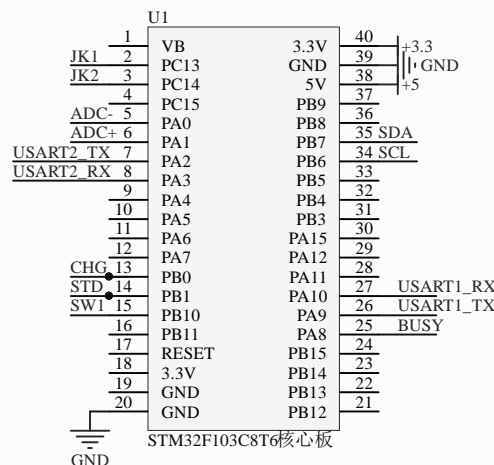 U1
1 VB 3.3V 40 +3.3
JK1 2 PC13 GND 39 GND
JK2 3 PC14 5V 38 +5
4 PC15 PB9 37
ADC- 5 PA0 PB8 36
ADC+ 6 PA1 PB7 35 SDA
USART2_TX 7 PA2 PB6 34 SCL
USART2_RX 8 PA3 PB5 33
9 PA4 PB4 32
10 PA5 PB3 31
11 PA6 PA15 30
12 PA7 PA12 29
CHG 13 PB0 PA11 28
STD 14 PB1 PA10 27 USART1_RX
SW1 15 PB10 PA9 26 USART1_TX
16 PB11 PA8 25 BUSY
17 RESET PB15 24
18 3.3V PB14 23
19 GND PB13 22
20 GND PB12 21
STM32F103C8T6核心板
GND